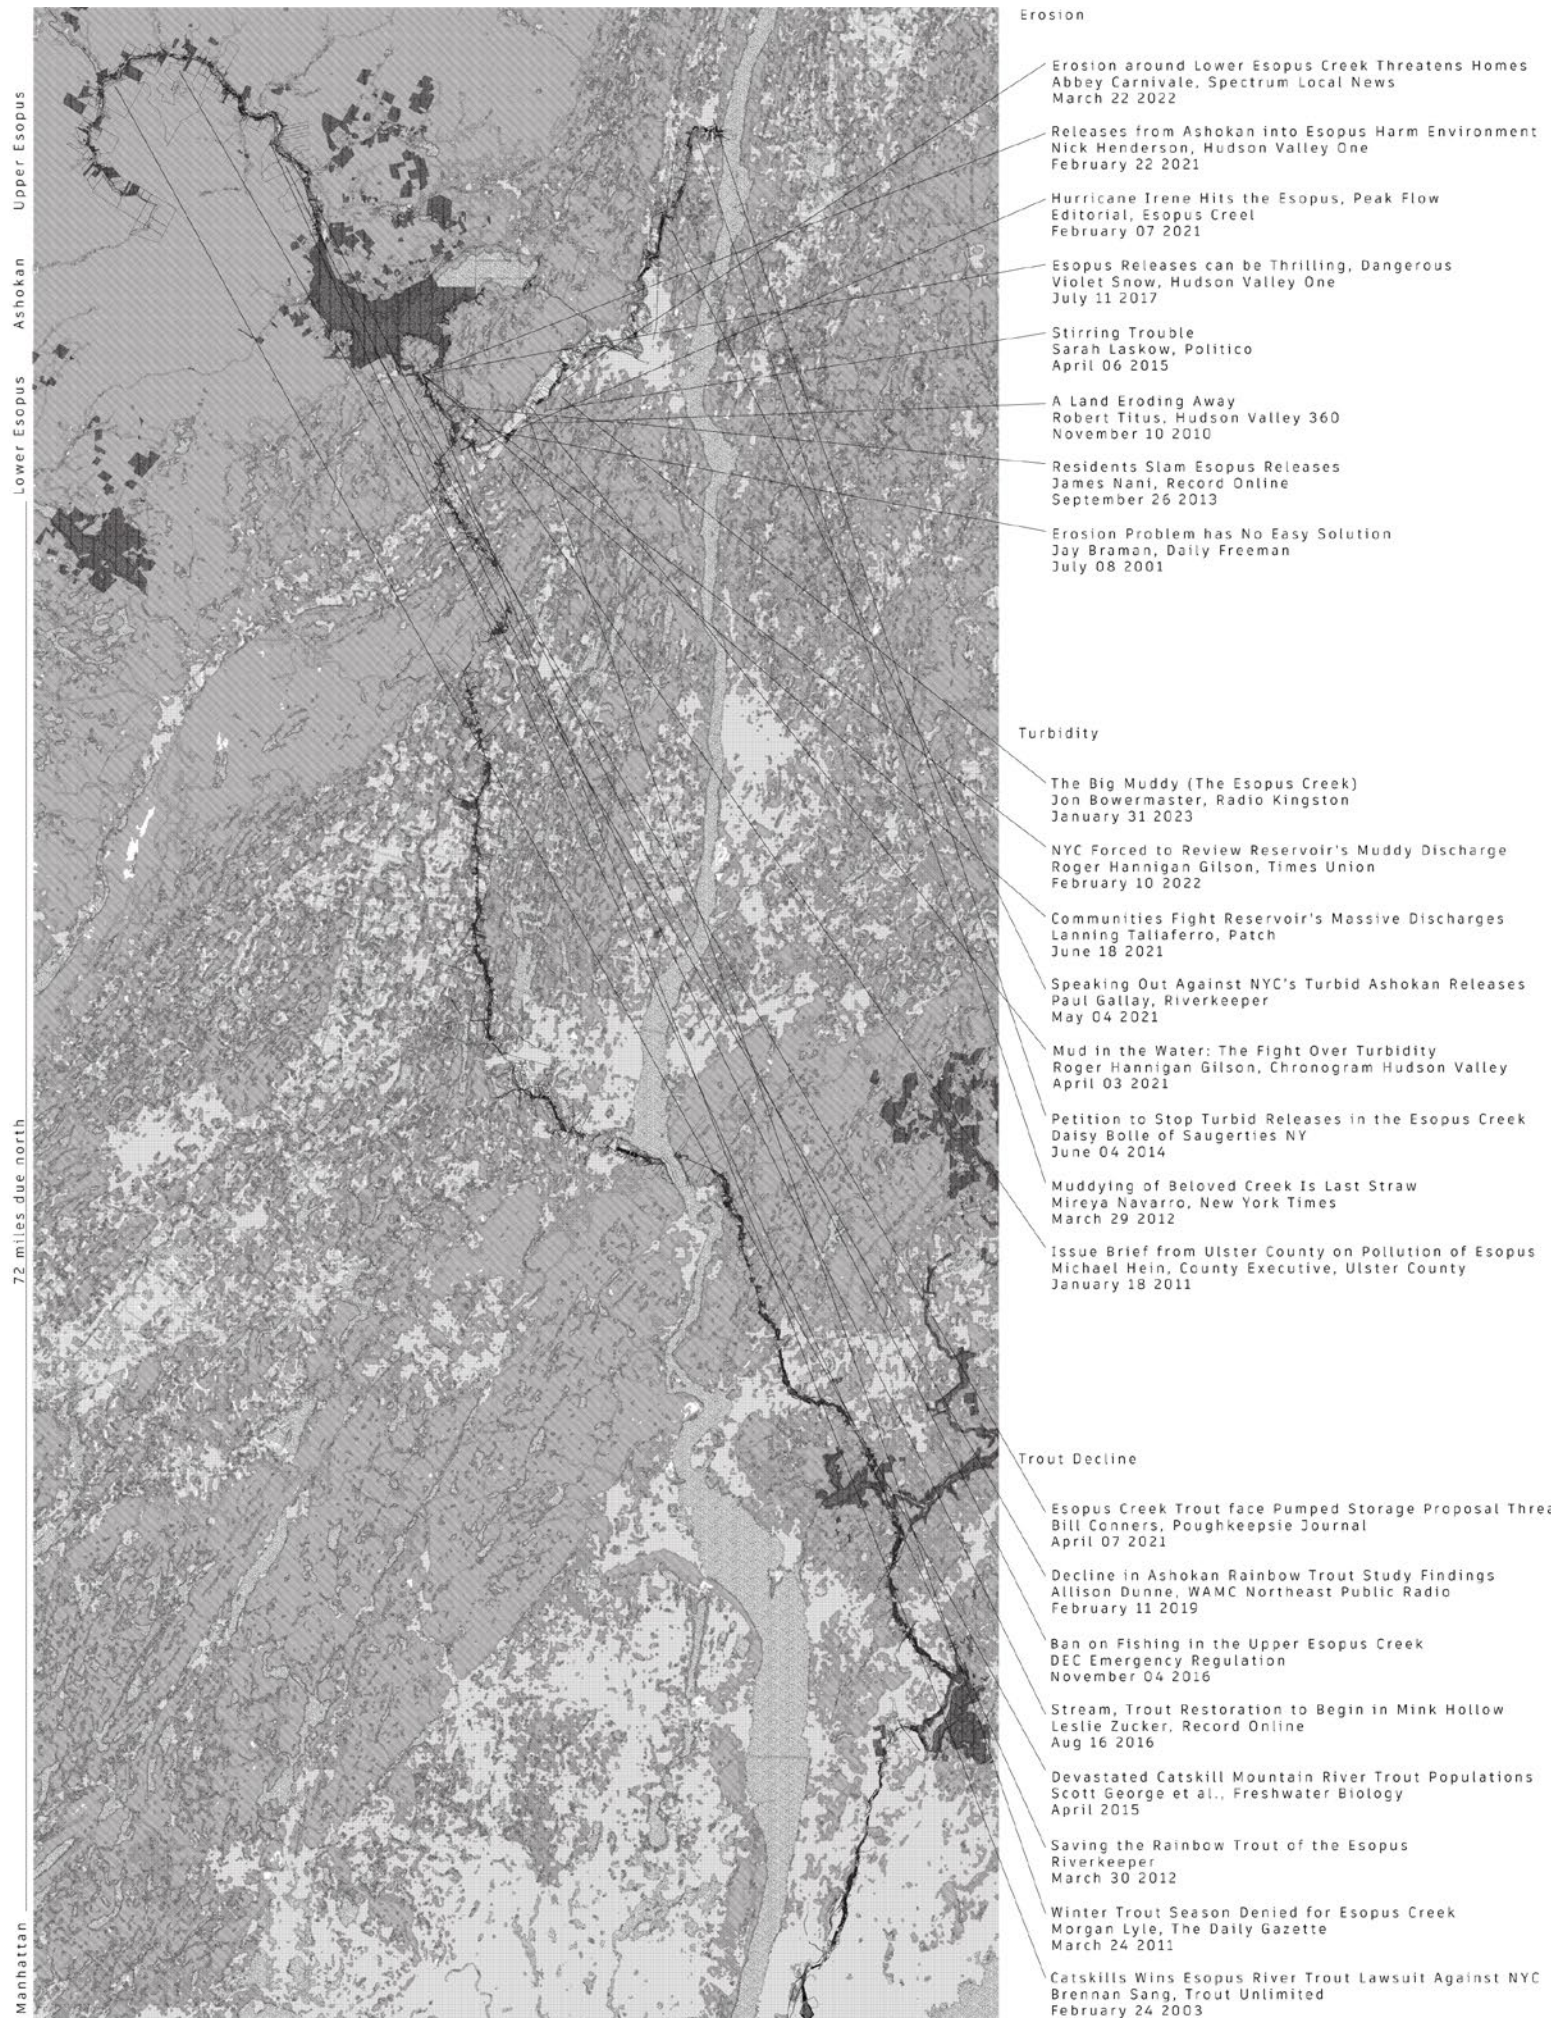 Upper Esopus
Ashokan
Lower Esopus
72 miles due north
Manhattan
Erosion
Erosion around Lower Esopus Creek Threatens Homes
Abbey Carnivale, Spectrum Local News
March 22 2022
Releases from Ashokan into Esopus Harm Environment
Nick Henderson, Hudson Valley One
February 22 2021
Hurricane Irene Hits the Esopus, Peak Flow
Editorial, Esopus Creel
February 07 2021
Esopus Releases can be Thrilling, Dangerous
Violet Snow, Hudson Valley One
July 11 2017
Stirring Trouble
Sarah Laskow, Politico
April 06 2015
A Land Eroding Away
Robert Titus, Hudson Valley 360
November 10 2010
Residents Slam Esopus Releases
James Nani, Record Online
September 26 2013
Erosion Problem has No Easy Solution
Jay Braman, Daily Freeman
July 08 2001
Turbidity
The Big Muddy (The Esopus Creek)
Jon Bowermaster, Radio Kingston
January 31 2023
NYC Forced to Review Reservoir's Muddy Discharge
Roger Hannigan Gilson, Times Union
February 10 2022
Communities Fight Reservoir's Massive Discharges
Lanning Taliaferro, Patch
June 18 2021
Speaking Out Against NYC's Turbid Ashokan Releases
Paul Gallay, Riverkeeper
May 04 2021
Mud in the Water: The Fight Over Turbidity
Roger Hannigan Gilson, Chronogram Hudson Valley
April 03 2021
Petition to Stop Turbid Releases in the Esopus Creek
Daisy Bolle of Saugerties NY
June 04 2014
Muddying of Beloved Creek Is Last Straw
Mireya Navarro, New York Times
March 29 2012
Issue Brief from Ulster County on Pollution of Esopus
Michael Hein, County Executive, Ulster County
January 18 2011
Trout Decline
Esopus Creek Trout face Pumped Storage Proposal Threa
Bill Conners, Poughkeepsie Journal
April 07 2021
Decline in Ashokan Rainbow Trout Study Findings
Allison Dunne, WAMC Northeast Public Radio
February 11 2019
Ban on Fishing in the Upper Esopus Creek
DEC Emergency Regulation
November 04 2016
Stream, Trout Restoration to Begin in Mink Hollow
Leslie Zucker, Record Online
Aug 16 2016
Devastated Catskill Mountain River Trout Populations
Scott George et al., Freshwater Biology
April 2015
Saving the Rainbow Trout of the Esopus
Riverkeeper
March 30 2012
Winter Trout Season Denied for Esopus Creek
Morgan Lyle, The Daily Gazette
March 24 2011
Catskills Wins Esopus River Trout Lawsuit Against NYC
Brennan Sang, Trout Unlimited
February 24 2003